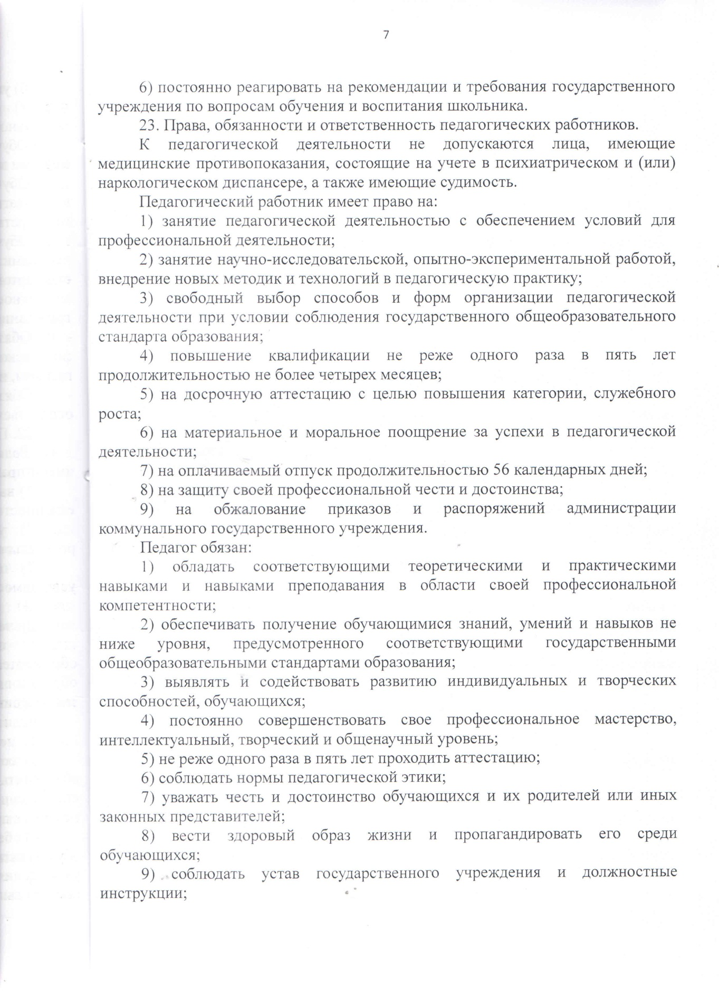 7
6) постоянно реагировать на рекомендации и требования государственного
учреждения по вопросам обучения и воспитания школьника.
23. Права, обязанности и ответственность педагогических работников.
К педагогической деятельности не допускаются лица, имеющие
медицинские противопоказания, состоящие на учете в психиатрическом и (или)
наркологическом диспансере, а также имеющие судимость.
Педагогический работник имеет право на:
1) занятие педагогической деятельностью с обеспечением условий для
профессиональной деятельности;
2) занятие научно-исследовательской, опытно-экспериментальной работой,
внедрение новых методик и технологий в педагогическую практику;
3) свободный выбор способов и форм организации педагогической
деятельности при условии соблюдения государственного общеобразовательного
стандарта образования;
4) повышение квалификации не реже одного раза в пять лет
продолжительностью не более четырех месяцев;
5) на досрочную аттестацию с целью повышения категории, служебного
роста;
6) на материальное и моральное поощрение за успехи в педагогической
деятельности;
7) на оплачиваемый отпуск продолжительностью 56 календарных дней;
8) на защиту своей профессиональной чести и достоинства;
9) на обжалование приказов и распоряжений администрации
коммунального государственного учреждения.
Педагог обязан:
1) обладать соответствующими теоретическими и практическими
навыками и навыками преподавания в области своей профессиональной
компетентности;
2) обеспечивать получение обучающимися знаний, умений и навыков не
ниже уровня, предусмотренного соответствующими государственными
общеобразовательными стандартами образования;
3) выявлять и содействовать развитию индивидуальных и творческих
способностей, обучающихся;
4) постоянно совершенствовать свое профессиональное мастерство,
интеллектуальный, творческий и общенаучный уровень;
5) не реже одного раза в пять лет проходить аттестацию;
6) соблюдать нормы педагогической этики;
7) уважать честь и достоинство обучающихся и их родителей или иных
законных представителей;
8) вести здоровый образ жизни и пропагандировать его среди
обучающихся;
9) соблюдать устав государственного учреждения и должностные
инструкции;